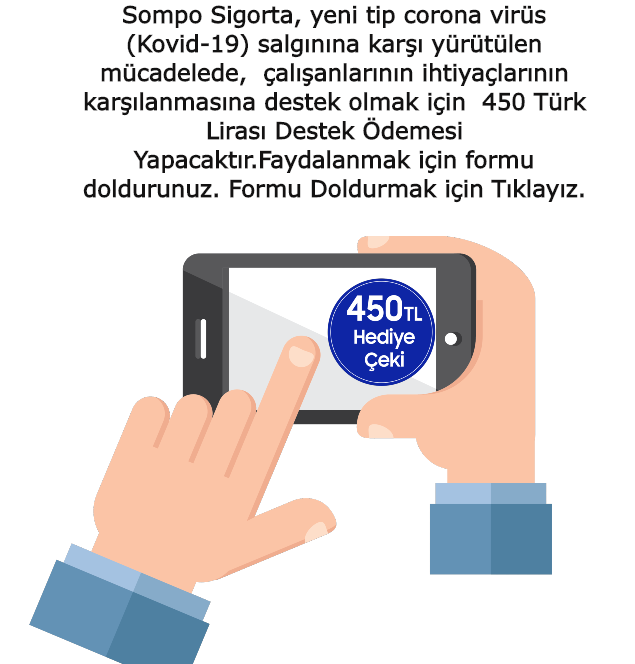 Sompo Sigorta, yeni tip corona virüs
(Kovid-19) salgınına karşı yürütülen
mücadelede,  çalışanlarının ihtiyaçlarının
karşılanmasına destek olmak için  450 Türk
Lirası Destek Ödemesi
Yapacaktır.Faydalanmak için formu
doldurunuz. Formu Doldurmak için Tıklayız.
450TL
Hediye
Çeki